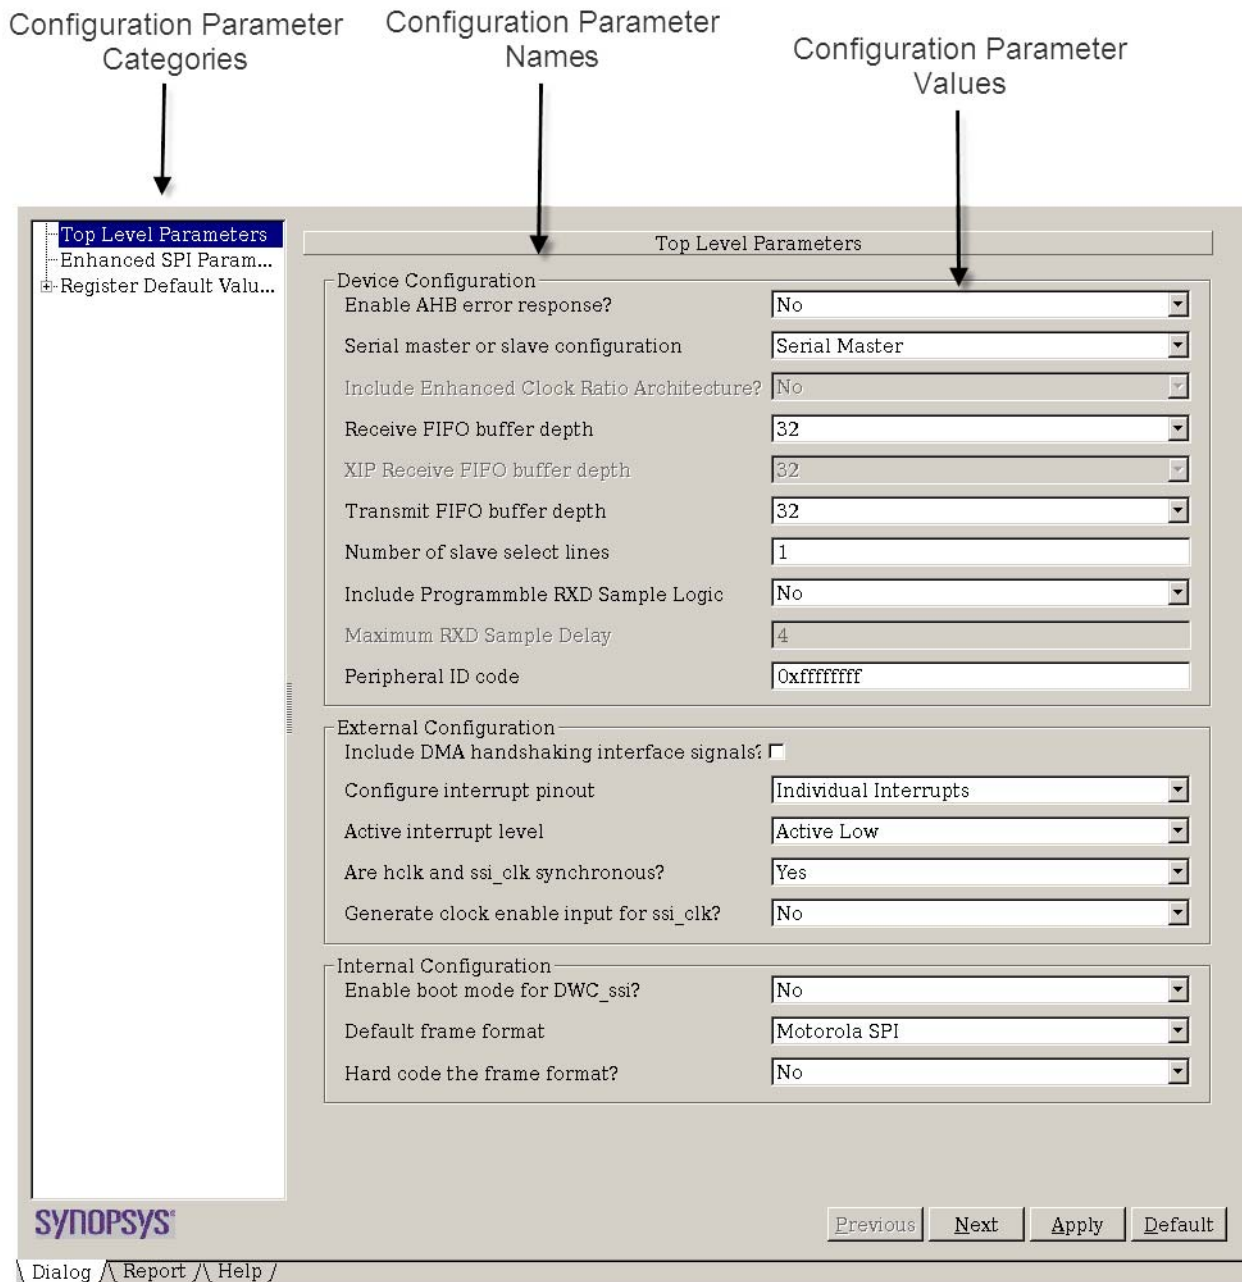 Configuration Parameter
Categories
Configuration Parameter
Names
Configuration Parameter
Values
Top Level Parameters
Enhanced SPI Param...
Register Default Valu...
Top Level Parameters
Device Configuration
Enable AHB error response? No
Serial master or slave configuration Serial Master
Include Enhanced Clock Ratio Architecture? No
Receive FIFO buffer depth 32
XIP Receive FIFO buffer depth 32
Transmit FIFO buffer depth 32
Number of slave select lines 1
Include Programmble RXD Sample Logic No
Maximum RXD Sample Delay 4
Peripheral ID code 0xffffffff
External Configuration
Include DMA handshaking interface signals?
Configure interrupt pinout Individual Interrupts
Active interrupt level Active Low
Are hclk and ssi_clk synchronous? Yes
Generate clock enable input for ssi_clk? No
Internal Configuration
Enable boot mode for DWC_ssi? No
Default frame format Motorola SPI
Hard code the frame format? No
SYNOPSYS®
Previous Next Apply Default
Dialog Report Help